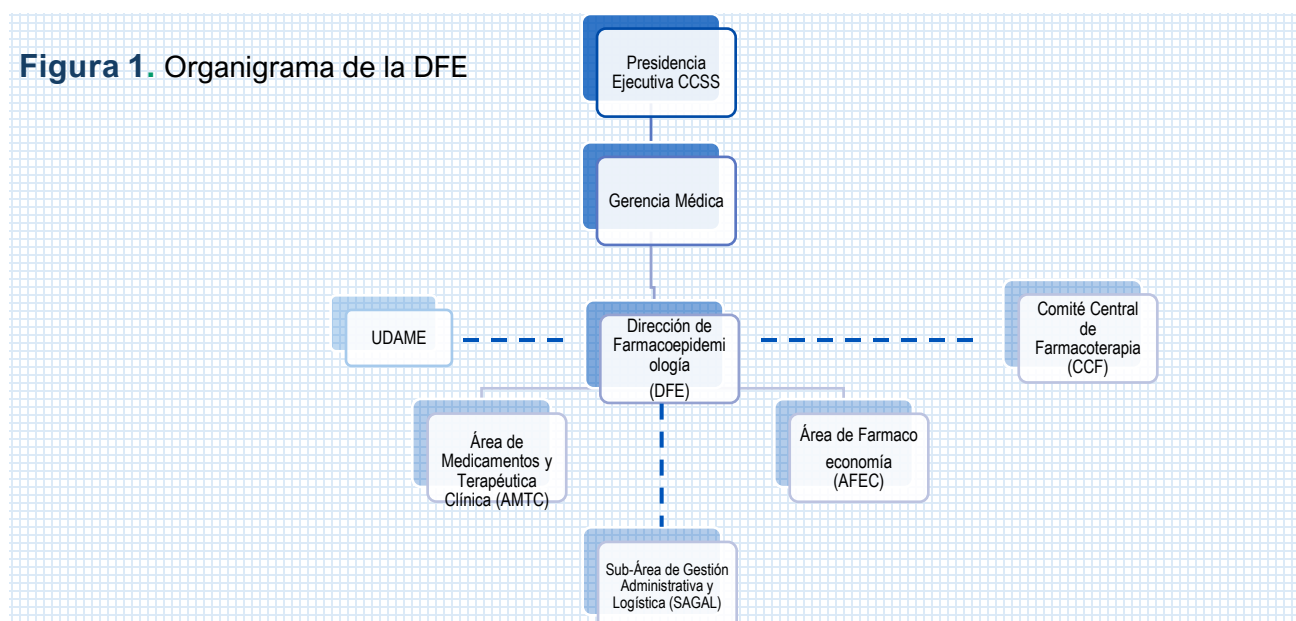 Figura 1. Organigrama de la DFE
Presidencia
Ejecutiva CCSS
Gerencia Médica
UDAME
Dirección de
Farmacoepidemi
ología
(DFE)
Comité Central
de
Farmacoterapia
(CCF)
Área de
Medicamentos y
Terapéutica
Clínica (AMTC)
Área de Farmaco
economía
(AFEC)
Sub-Área de Gestión
Administrativa y
Logística (SAGAL)